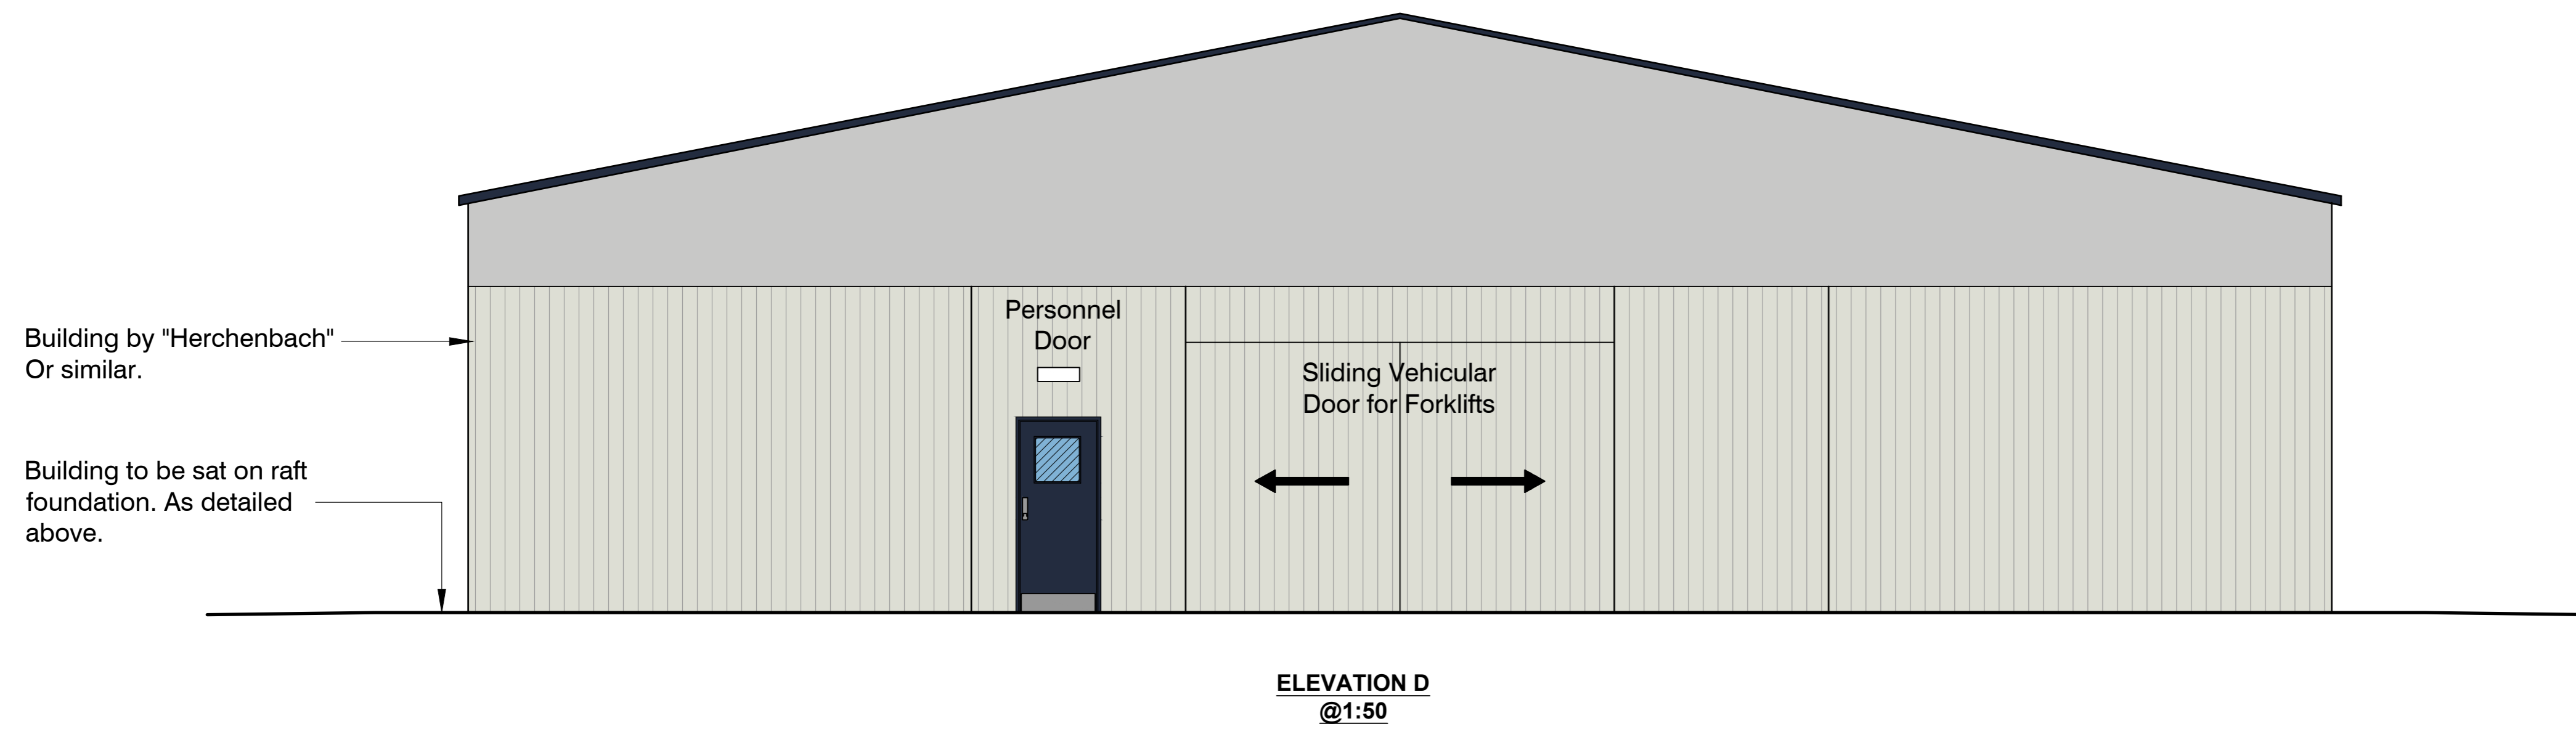 Personnel
Door
Building by "Herchenbach"
Or similar.
Sliding Vehicular
Door for Forklifts
Building to be sat on raft
foundation. As detailed
above.
ELEVATION D
@1:50